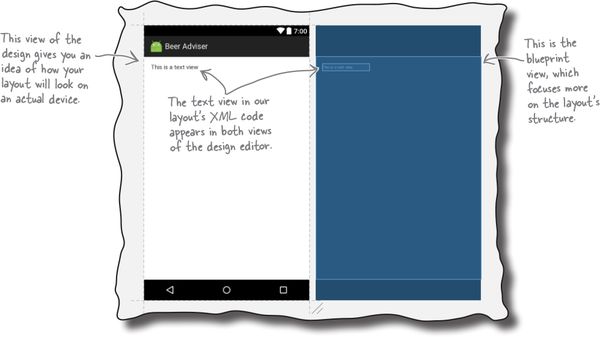 This view of the
design gives you an
idea of how your
layout will look on
an actual device.
7:00
Beer Adviser
This is a text view
The text view in our
layout's XML code
appears in both views
of the design editor.
This is a text view
This is the
blueprint
view, which
focuses more
on the layout's
structure.